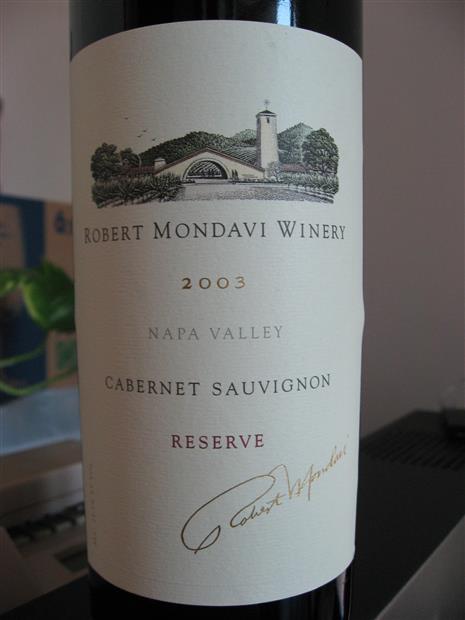 ROBERT MONDAVI WINERY
2003
NAPA VALLEY
CABERNET SAUVIGNON
RESERVE
Robert Mondavi